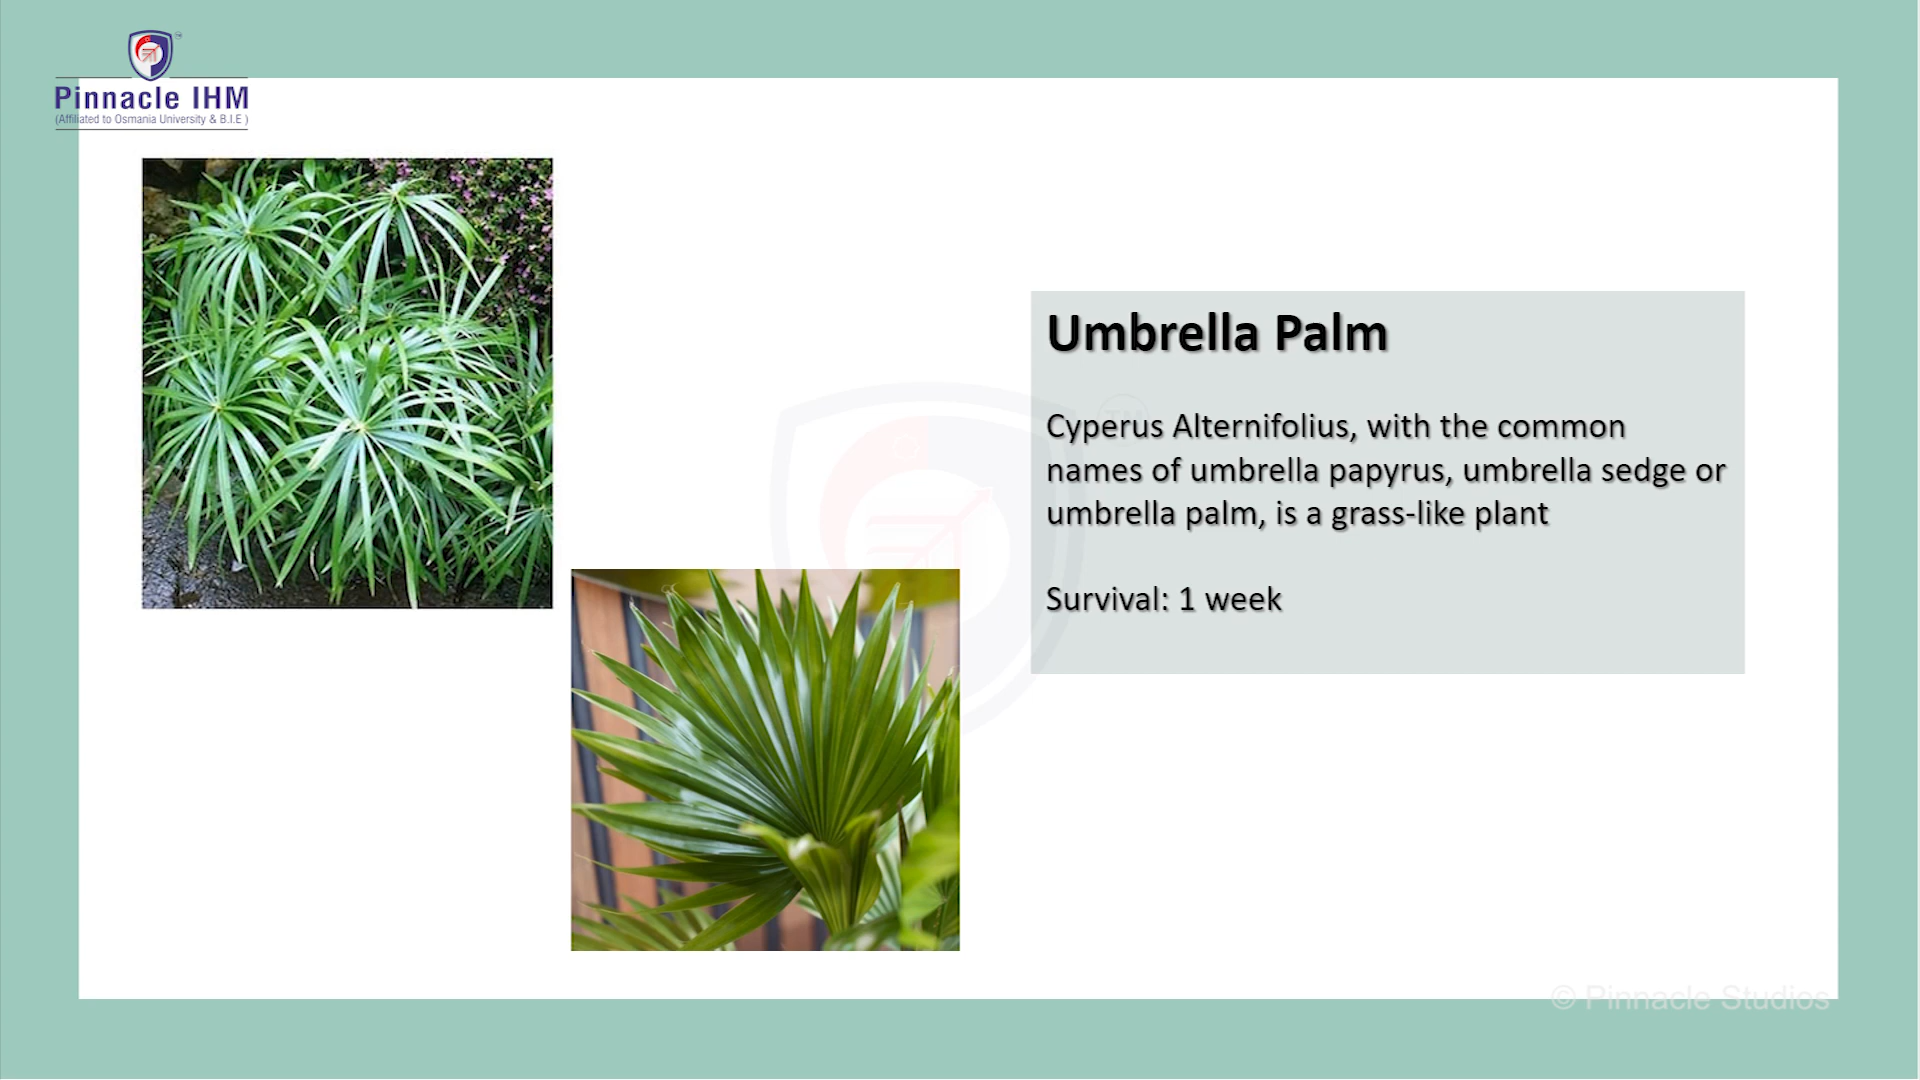 Pinnacle IHM
(Affiliated to Osmania University & B.I.E )
Umbrella Palm
Cyperus Alternifolius, with the common
names of umbrella papyrus, umbrella sedge or
umbrella palm, is a grass-like plant
Survival: 1 week
TM
© Pinnacle Studios